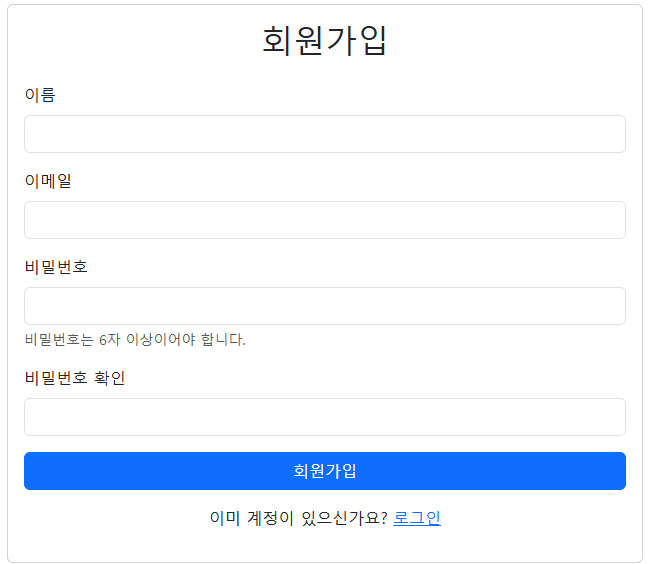 회원가입
이름
이메일
비밀번호
비밀번호는 6자 이상이어야 합니다.
비밀번호 확인
회원가입
이미 계정이 있으신가요? 로그인